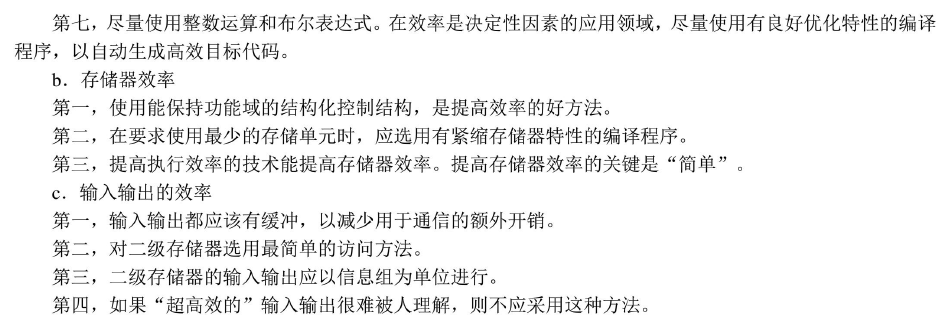 第七，尽量使用整数运算和布尔表达式。在效率是决定性因素的应用领域，尽量使用有良好优化特性的编译
程序，以自动生成高效目标代码。
b．存储器效率
第一，使用能保持功能域的结构化控制结构，是提高效率的好方法。
第二，在要求使用最少的存储单元时，应选用有紧缩存储器特性的编译程序。
第三，提高执行效率的技术能提高存储器效率。提高存储器效率的关键是“简单”。
c．输入输出的效率
第一，输入输出都应该有缓冲，以减少用于通信的额外开销。
第二，对二级存储器选用最简单的访问方法。
第三，二级存储器的输入输出应以信息组为单位进行。
第四，如果“超高效的”输入输出很难被人理解，则不应采用这种方法。